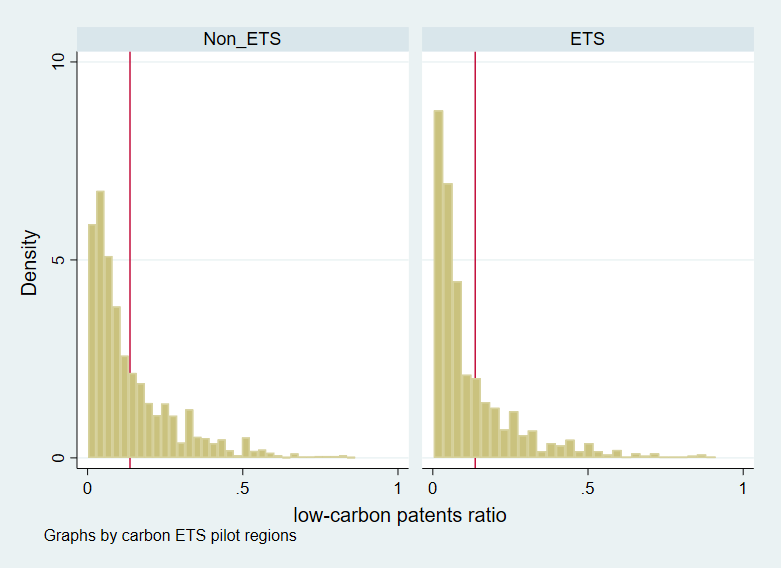 Non_ETS
ETS
10
5
0
Density
0
.5
1
0
.5
1
low-carbon patents ratio
Graphs by carbon ETS pilot regions